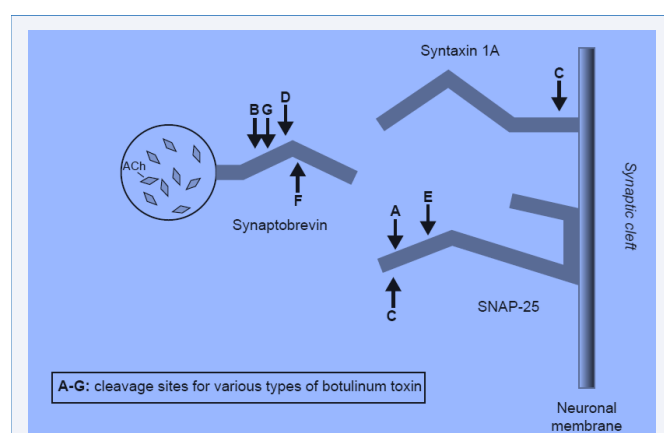 Syntaxin 1A
C
D
B G
ACh
F
Synaptobrevin
A
E
C
SNAP-25
Synaptic cleft
A-G: cleavage sites for various types of botulinum toxin
Neuronal
membrane